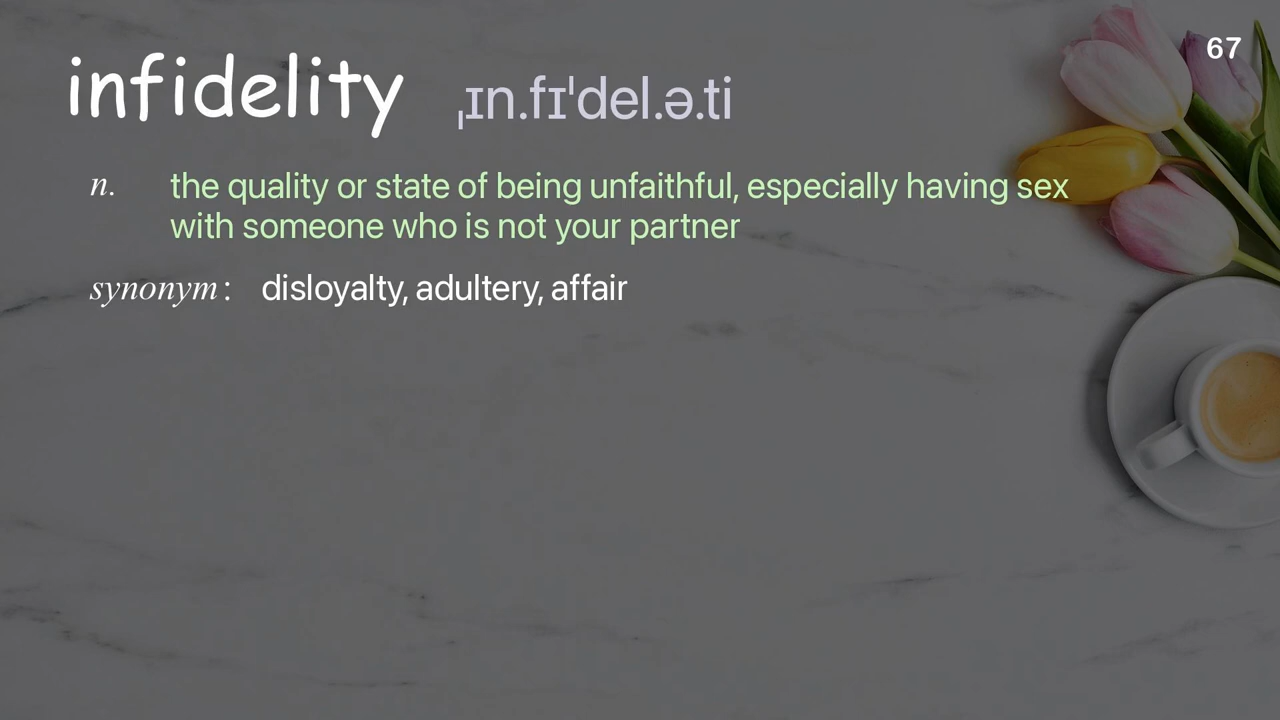 67
infidelity ˌɪn.fɪˈdel.ə.ti
n. the quality or state of being unfaithful, especially having sex
with someone who is not your partner
synonym : disloyalty, adultery, affair